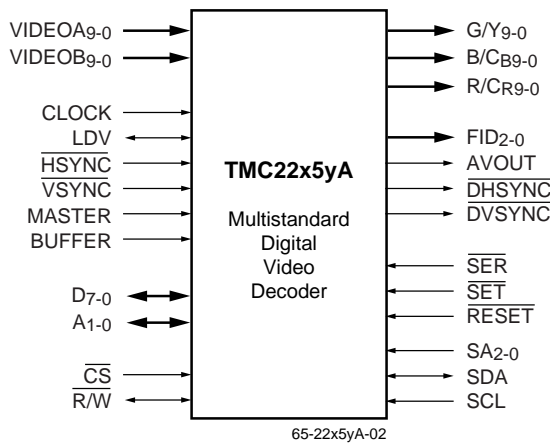 VIDEOA9-0
VIDEOB9-0
CLOCK
LDV
HSYNC
VSYNC
MASTER
BUFFER
D7-0
A1-0
CS
R/W
TMC22x5yA
Multistandard
Digital
Video
Decoder
G/Y9-0
B/CB9-0
R/CR9-0
FID2-0
AVOUT
DHSYNC
DVSYNC
SER
SET
RESET
SA2-0
SDA
SCL
65-22x5yA-02